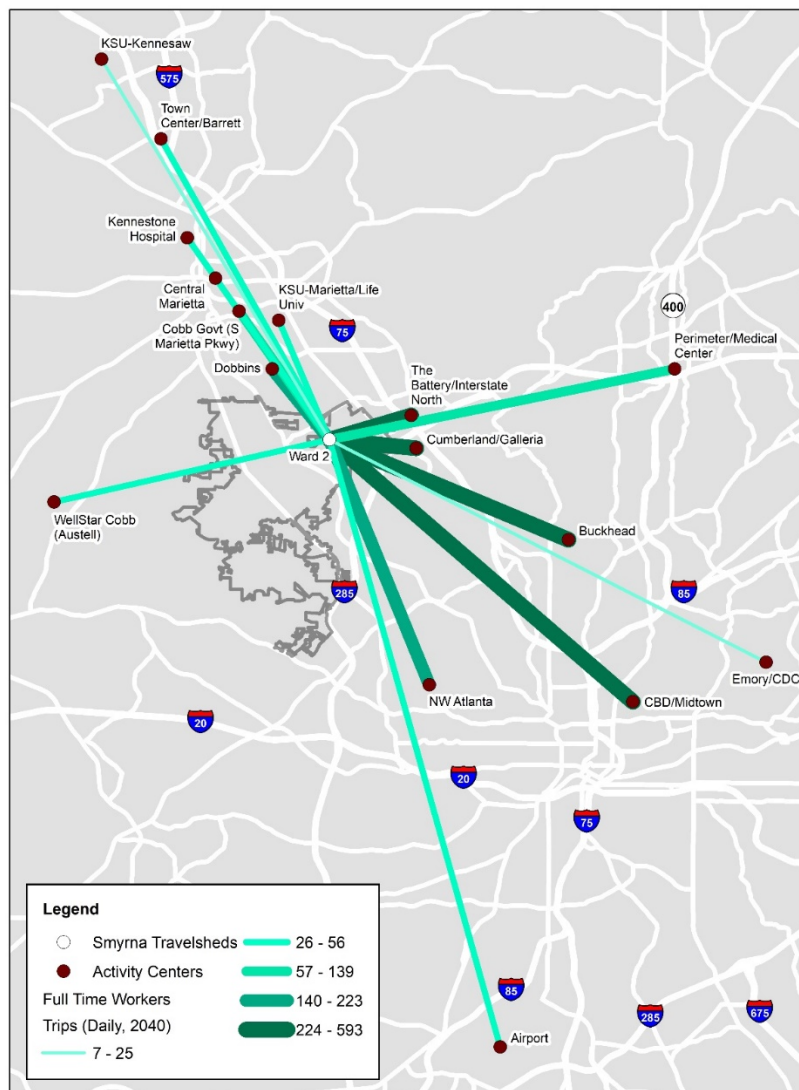 KSU-Kennesaw
575
Town
Center/Barrett
Kennestone
Hospital
Central
Marietta
KSU-Marietta/Life
Univ
Cobb Govt (S
Marietta Pkwy)
75
400
Perimeter/Medical
Center
Dobbins
The
Battery/Interstate
North
Ward 2
Cumberland/Galleria
WellStar Cobb
(Austell)
Buckhead
285
85
Emory/CDC
NW Atlanta
CBD/Midtown
20
20
75
85
285
675
Airport
Legend
Smyrna Travelsheds
Activity Centers
Full Time Workers
Trips (Daily, 2040)
7 - 25
26 - 56
57 - 139
140 - 223
224 - 593